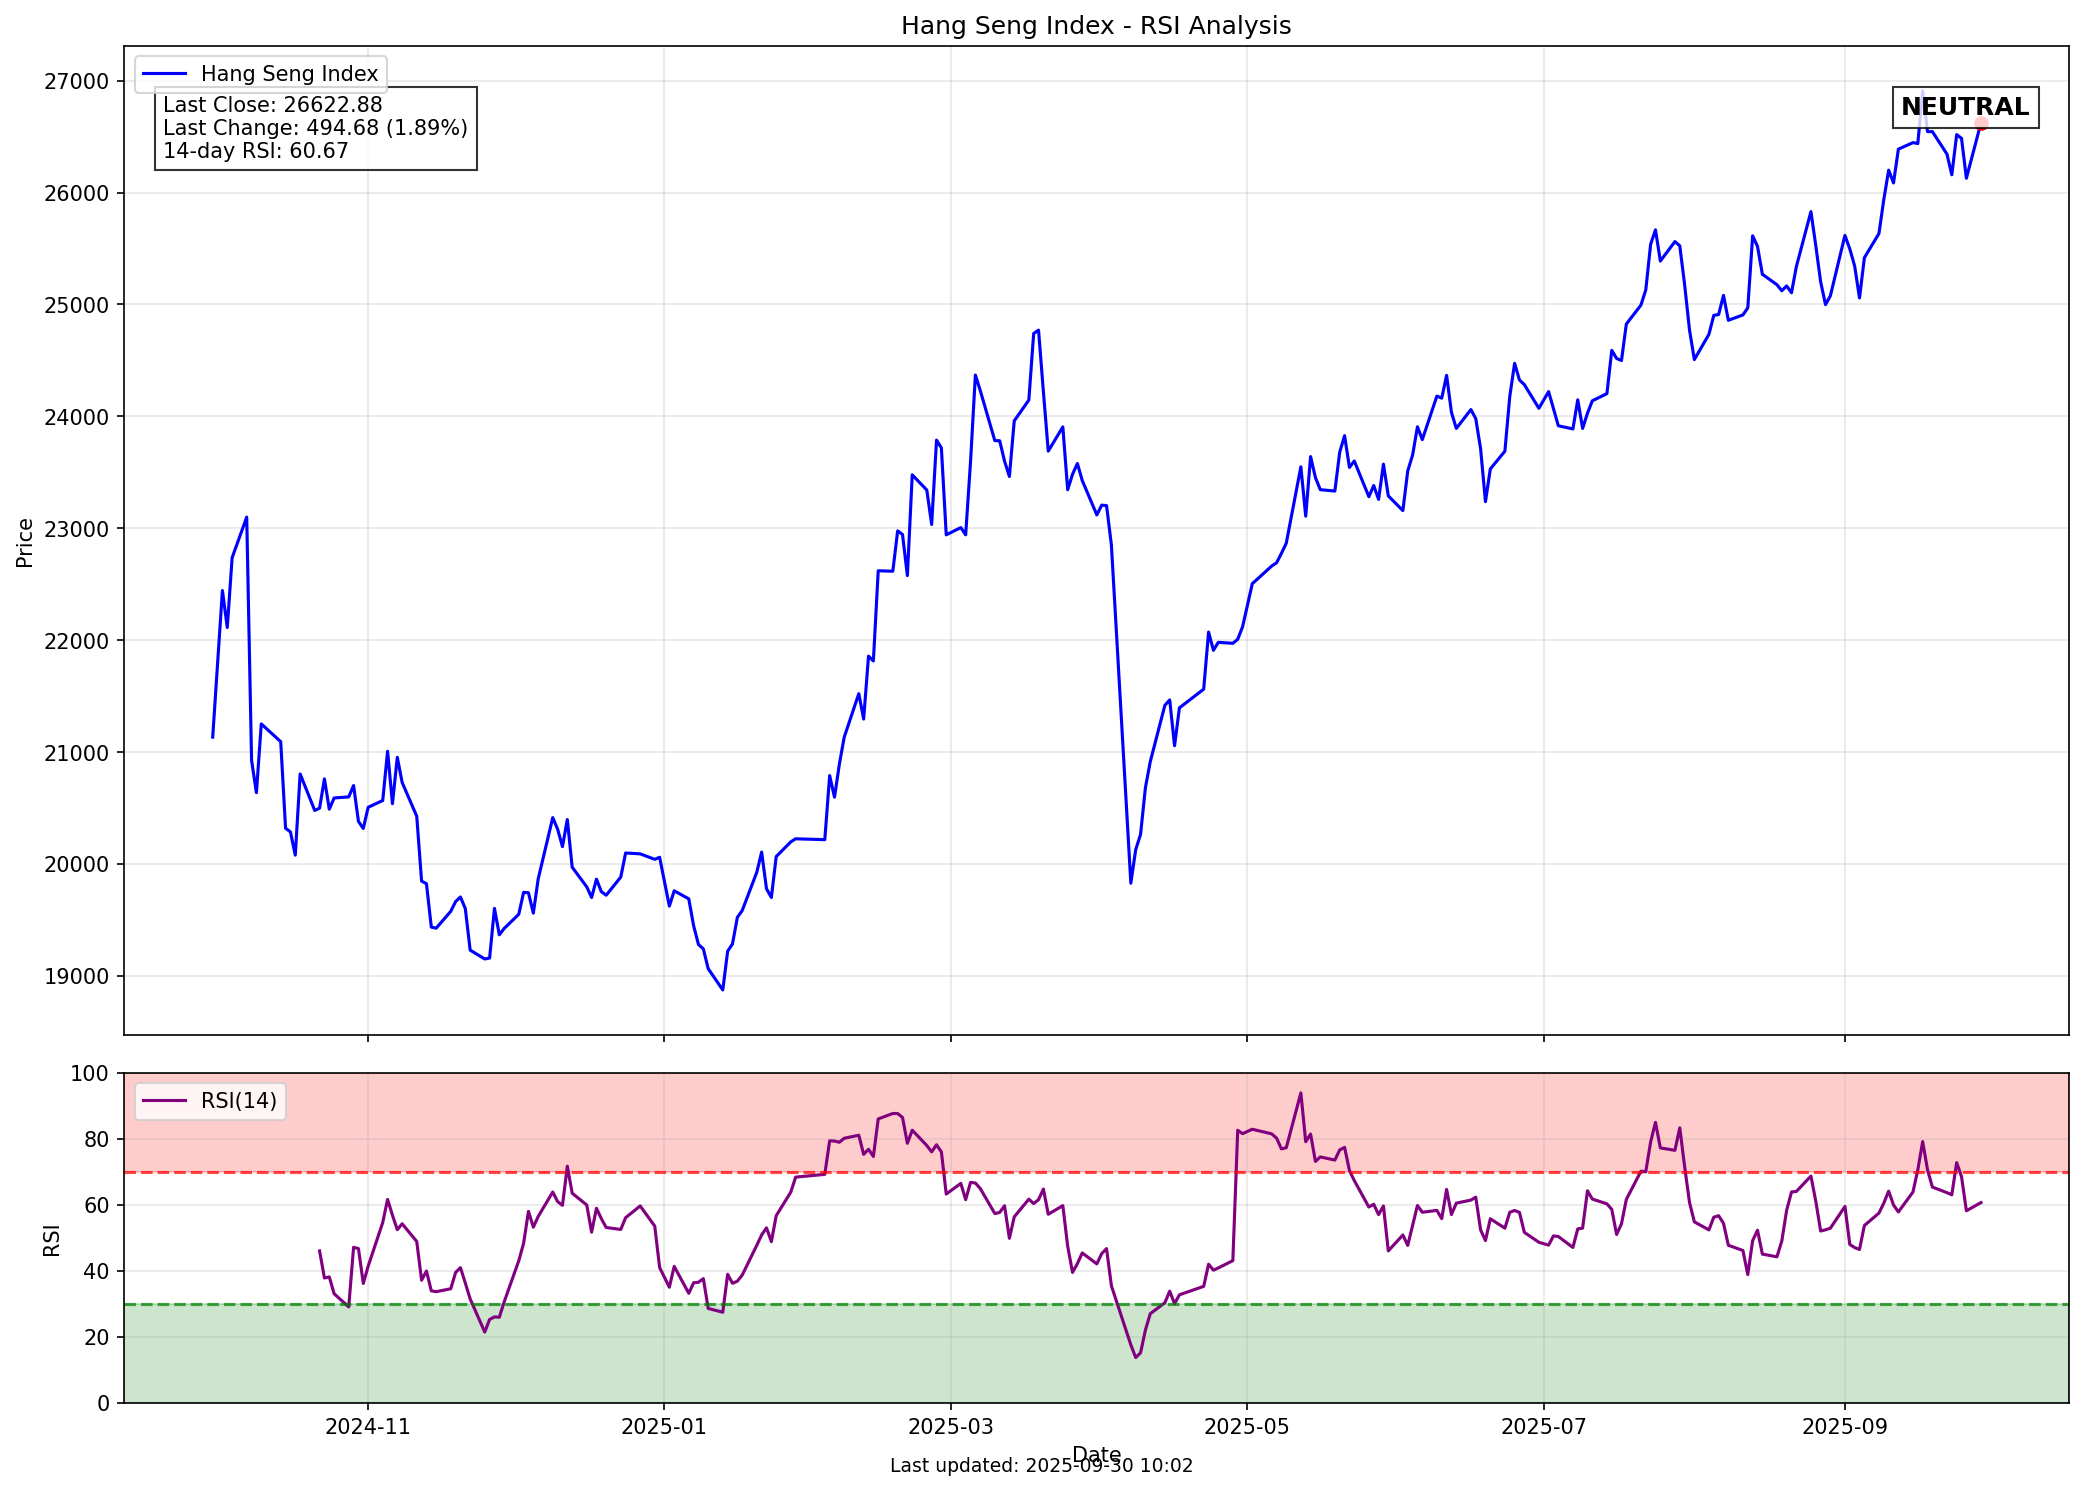 Hang Seng Index - RSI Analysis
Hang Seng Index
Last Close: 26622.88
Last Change: 494.68 (1.89%)
14-day RSI: 60.67
NEUTRAL
Price
27000
26000
25000
24000
23000
22000
21000
20000
19000
RSI(14)
RSI
100
80
60
40
20
0
2024-11
2025-01
2025-03
2025-05
2025-07
2025-09
Date
Last updated: 2025-09-30 10:02